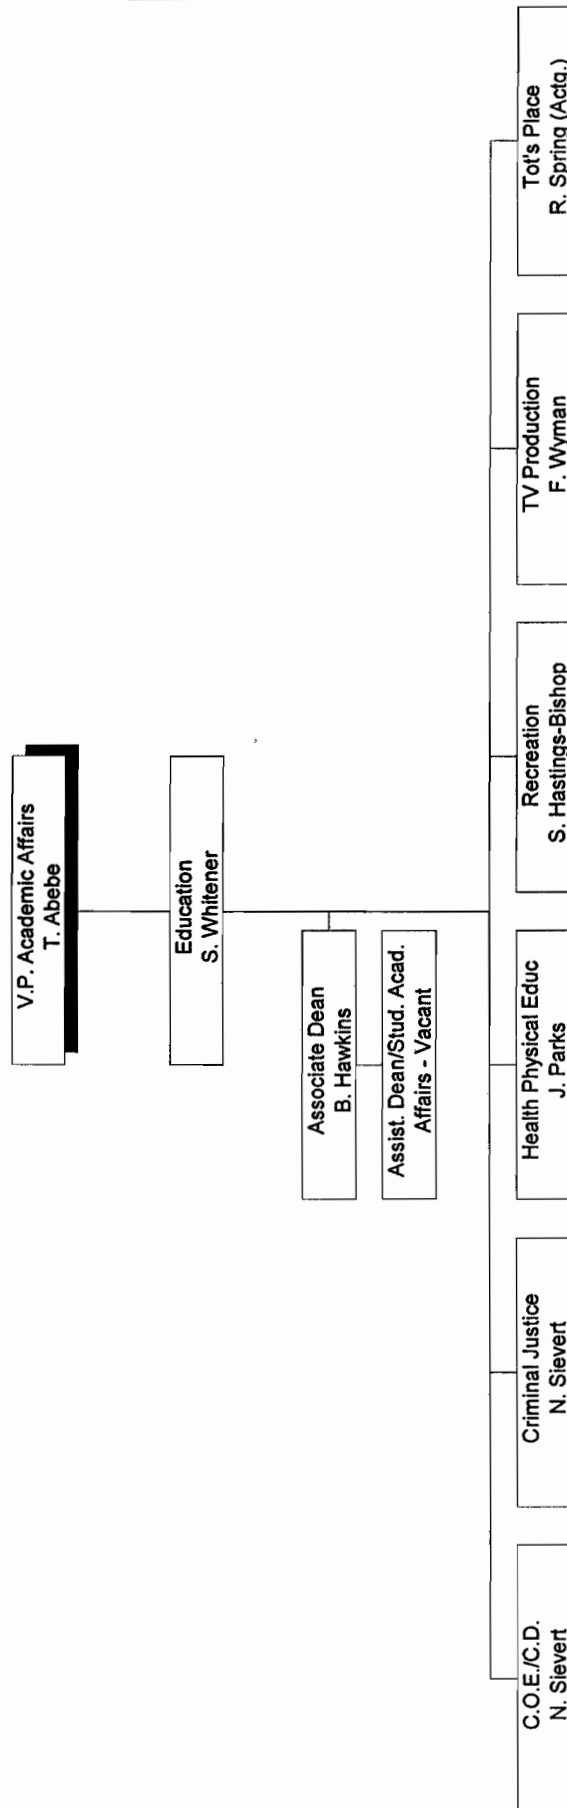 V.P. Academic Affairs
T. Abebe
Education
S. Whitener
Associate Dean
B. Hawkins
Assist. Dean/Stud. Acad.
Affairs - Vacant
C.O.E./C.D.
N. Sievert
Criminal Justice
N. Sievert
Health Physical Educ
J. Parks
Recreation
S. Hastings-Bishop
TV Production
F. Wyman
Tot's Place
R. Spring (Actg.)